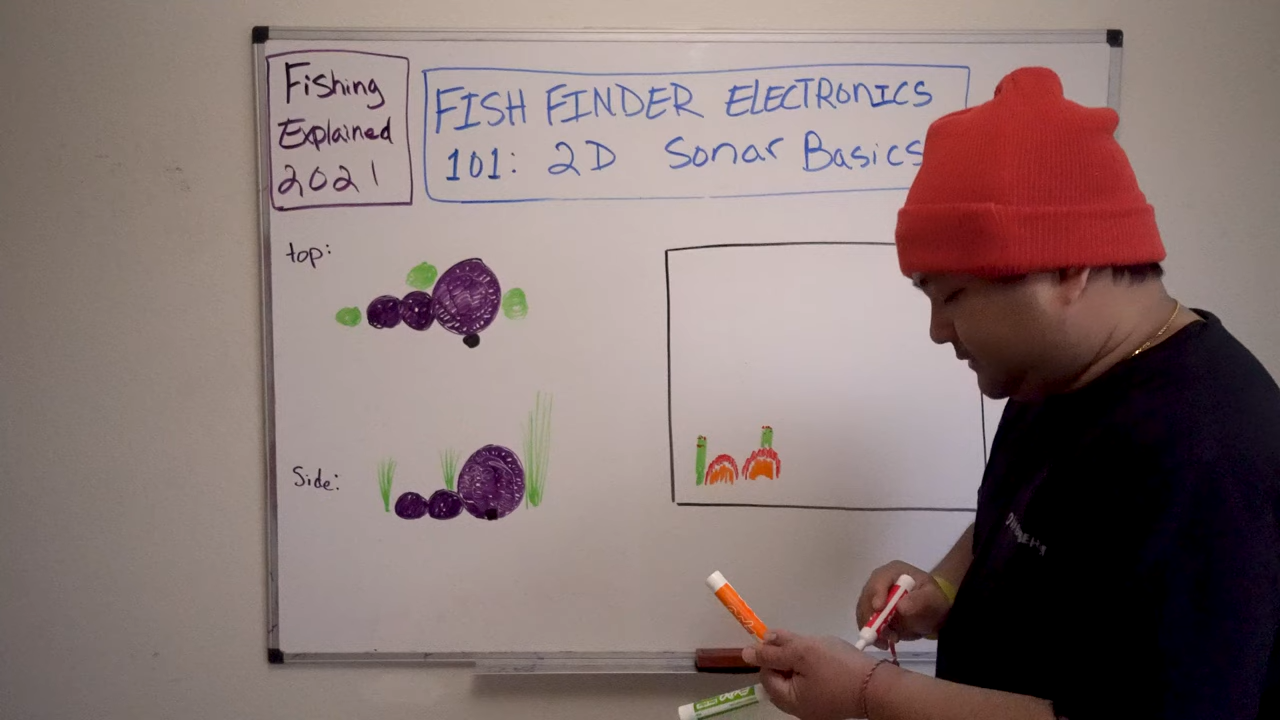 Fishing
Explained
2021
FISH FINDER ELECTRONICS
101: 2D Sonar Basics
top:
Side: